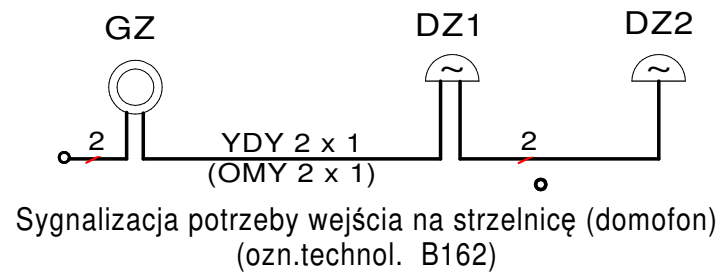 GZ DZ1 DZ2
2 YDY 2 x 1 2
(OMY 2 x 1)
Sygnalizacja potrzeby wejścia na strzelnicę (domofon)
(ozn.technol. B162)